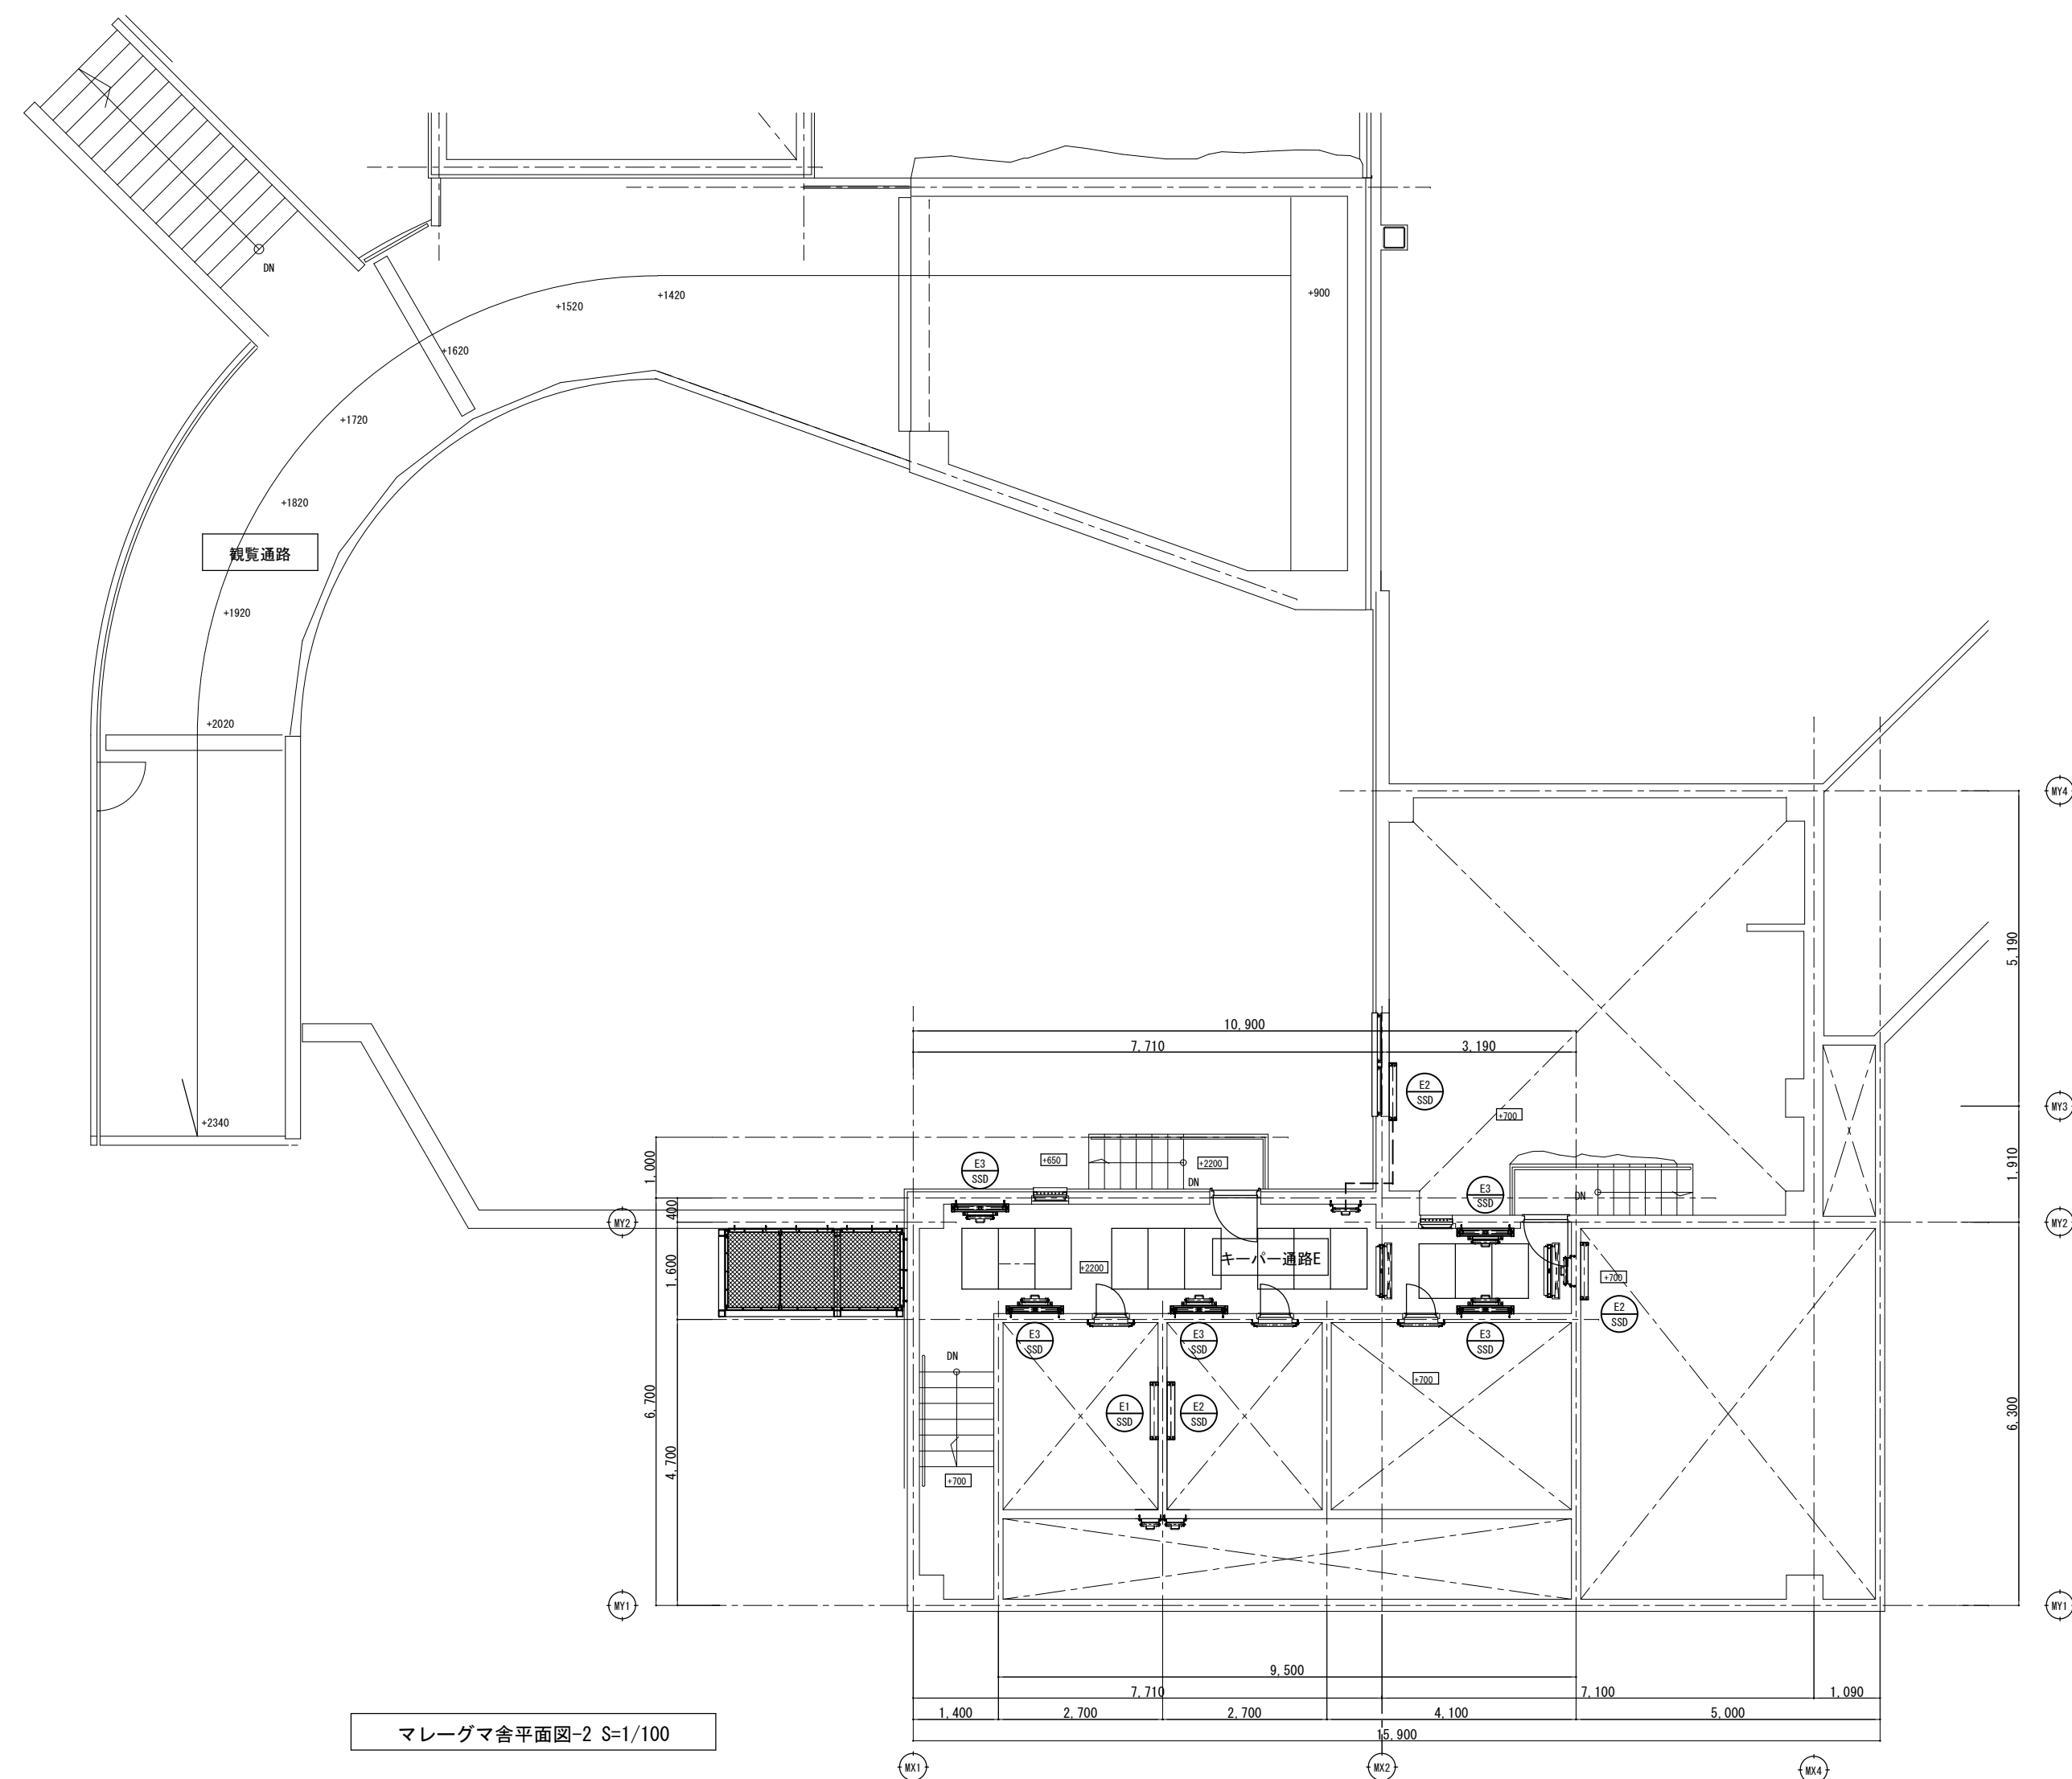 DN
+900
+1420
+1520
+1620
+1720
+1820
観覧通路
+1920
+2020
MY4
5,190
10,900
7,710
3,190
E2
SSD
MY3
+700
+2340
1,000
E3
SSD
+650
+2200
DN
1,910
E3
SSD
DN
400
MY2
MY2
キーパー通路E
+2200
1,600
+700
E2
SSD
E3
SSD
E3
SSD
E3
SSD
DN
+700
6,700
E1
SSD
E2
SSD
6,300
4,700
+700
MY1
MY1
9,500
7,710
7,100
1,090
1,400
2,700
2,700
4,100
5,000
15,900
マレーグマ舎平面図-2 S=1/100
MX1
MX2
MX4